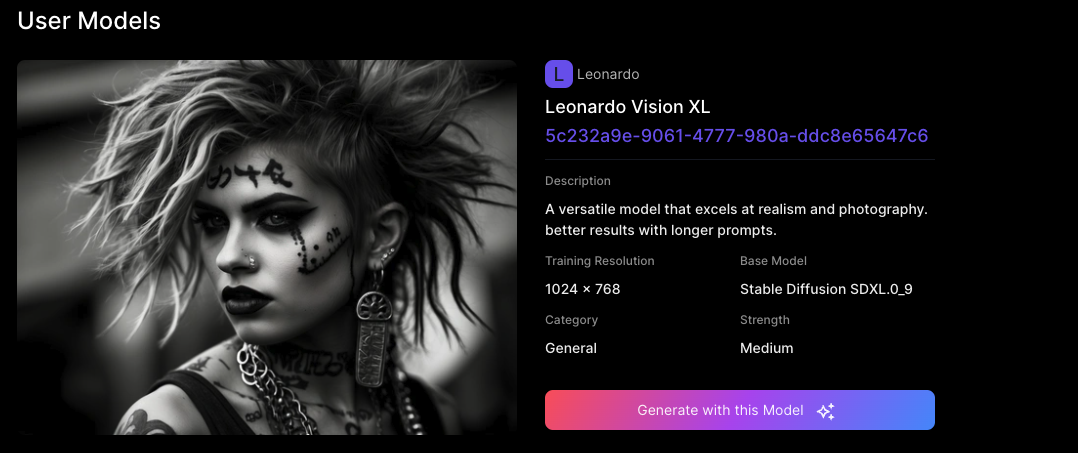 User Models
L Leonardo
Leonardo Vision XL
5c232a9e-9061-4777-980a-ddc8e65647c6
Description
A versatile model that excels at realism and photography.
better results with longer prompts.
Training Resolution
Base Model
1024 × 768
Stable Diffusion SDXL.0_9
Category
Strength
General
Medium
Generate with this Model